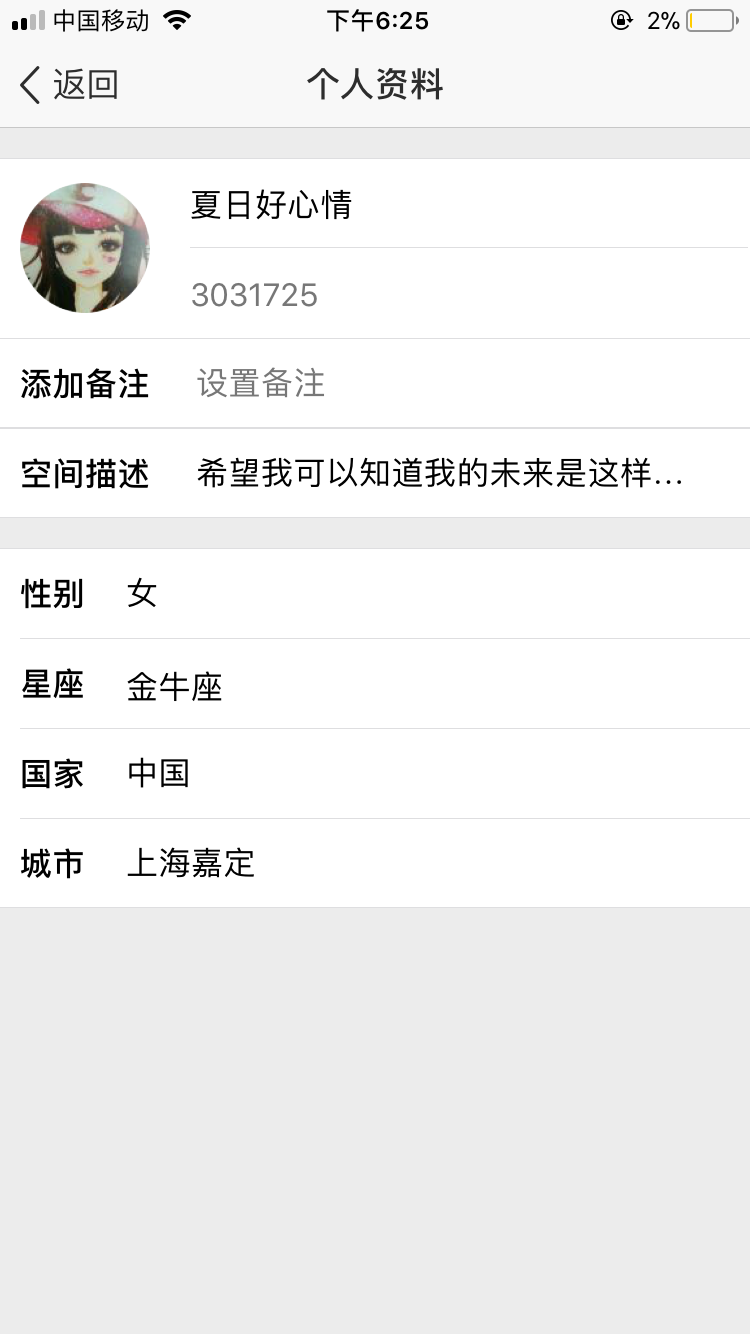 中国移动 下午6:25 2%
返回 个人资料
夏日好心情
3031725
添加备注 设置备注
空间描述 希望我可以知道我的未来是这样...
性别 女
星座 金牛座
国家 中国
城市 上海嘉定